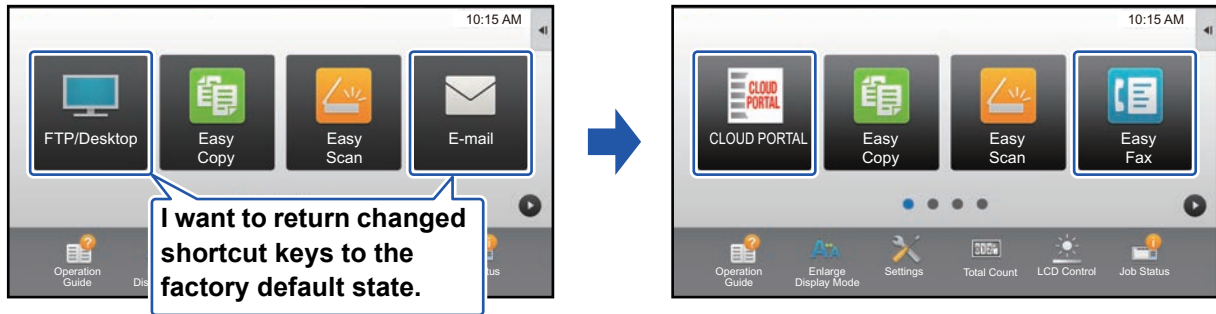 10:15 AM
FTP/Desktop
Easy
Copy
Easy
Scan
E-mail
I want to return changed
shortcut keys to the
factory default state.
Operation
Guide
Dis
tus
10:15 AM
CLOUD
PORTAL
CLOUD PORTAL
Easy
Copy
Easy
Scan
Easy
Fax
Operation
Guide
Enlarge
Display Mode
Settings
Total Count
LCD Control
Job Status